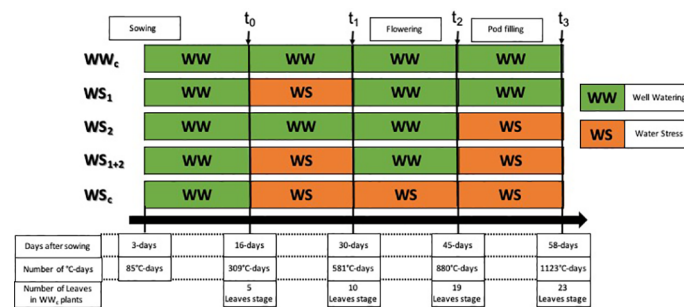 Sowing
t0
t1
Flowering
t2
Pod filling
t3
WWc
WW
WW
WW
WW
WS1
WW
WS
WW
WW
WS2
WW
WW
WW
WS
WS1+2
WW
WS
WW
WS
WSc
WW
WS
WS
WS
WW
Well Watering
WS
Water Stress
Days after sowing
3-days
16-days
30-days
45-days
58-days
Number of °C-days
85°C-days
309°C-days
581°C-days
880°C-days
1123°C-days
Number of Leaves
in WWc plants
5
Leaves stage
10
Leaves stage
19
Leaves stage
23
Leaves stage